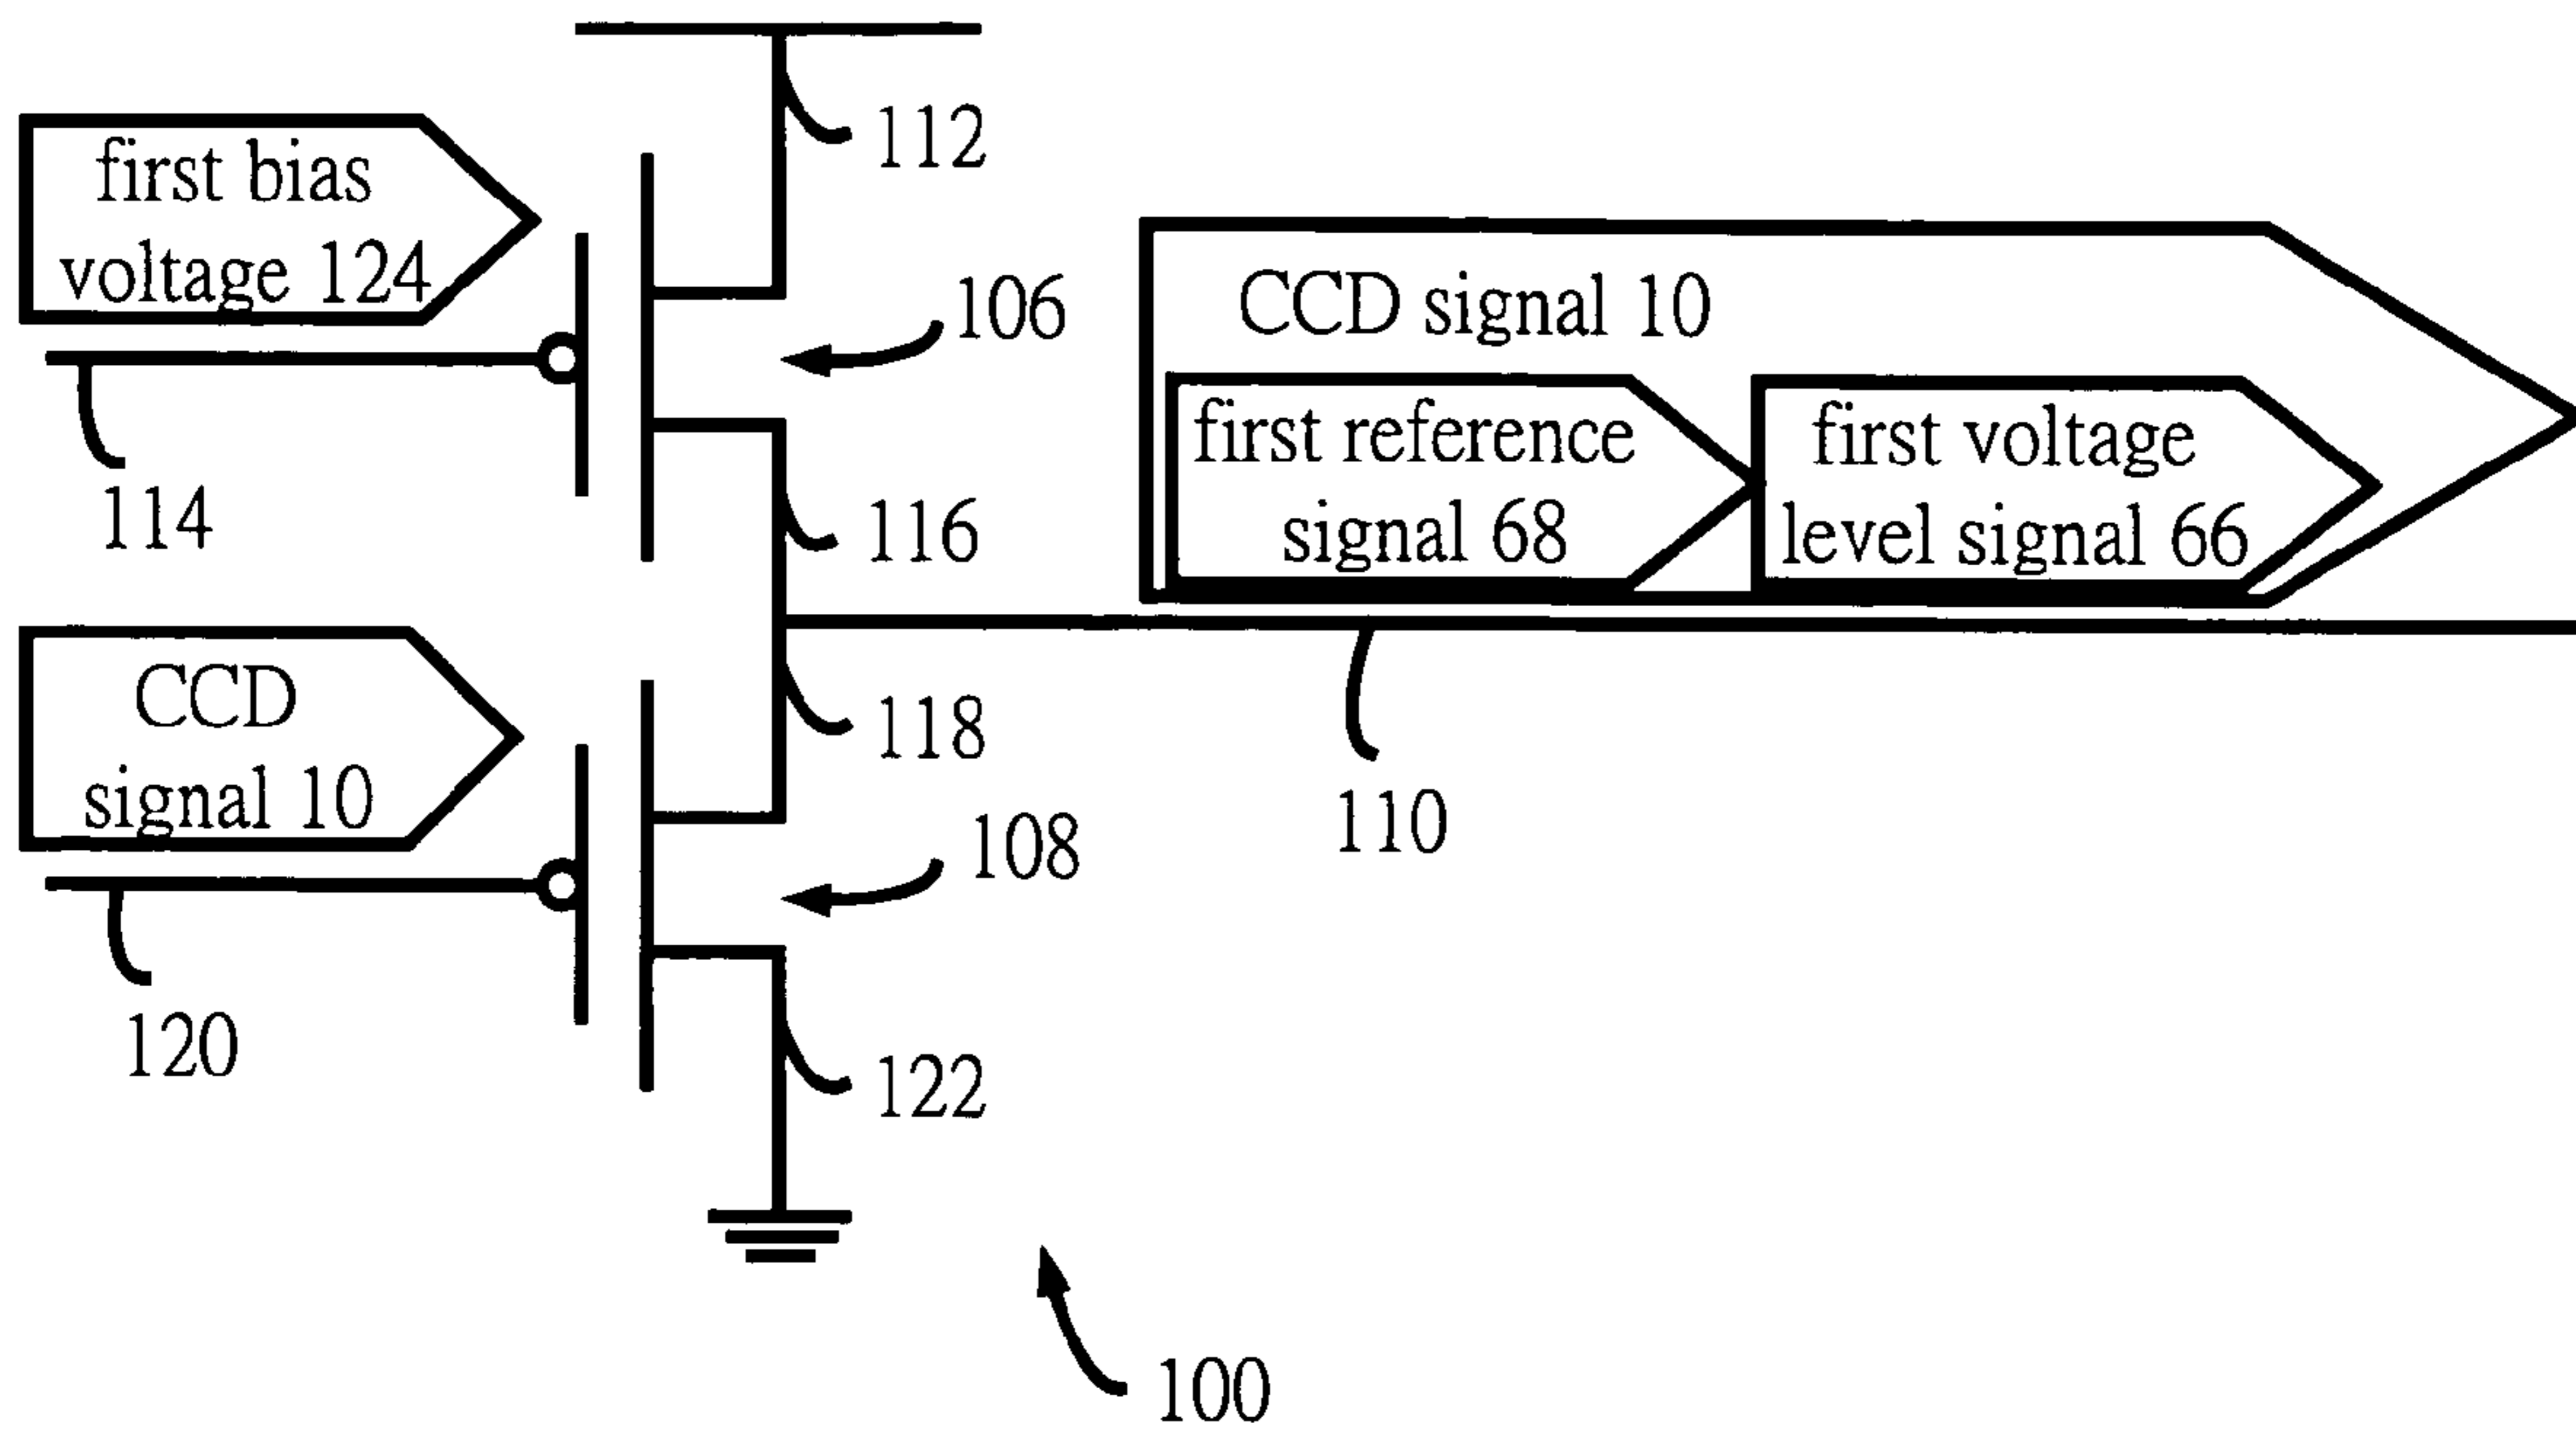 112
first bias
voltage 124
106
CCD signal 10
first reference
signal 68
first voltage
level signal 66
114
116
CCD
signal 10
118
110
108
120
122
100